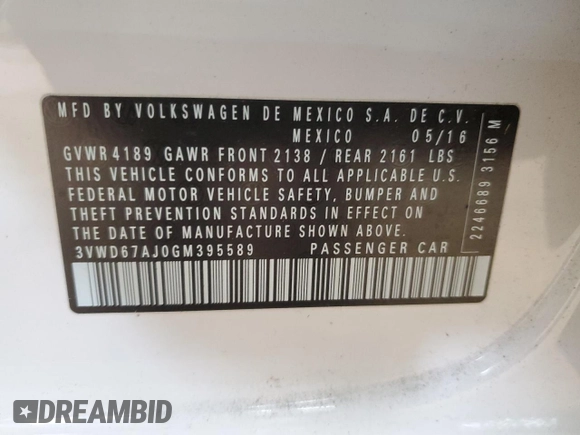 MFD BY VOLKSWAGEN DE MEXICO S.A. DE C.V.
MEXICO 05/16
GVWR 4189 GAWR FRONT 2138 / REAR 2161 LBS
THIS VEHICLE CONFORMS TO ALL APPLICABLE U.S.
FEDERAL MOTOR VEHICLE SAFETY, BUMPER AND
THEFT PREVENTION STANDARDS IN EFFECT ON
THE DATE OF MANUFACTURE SHOWN ABOVE.
3VWD67AJ0GM395589 PASSENGER CAR
2246689 3156 M
DREAMBID